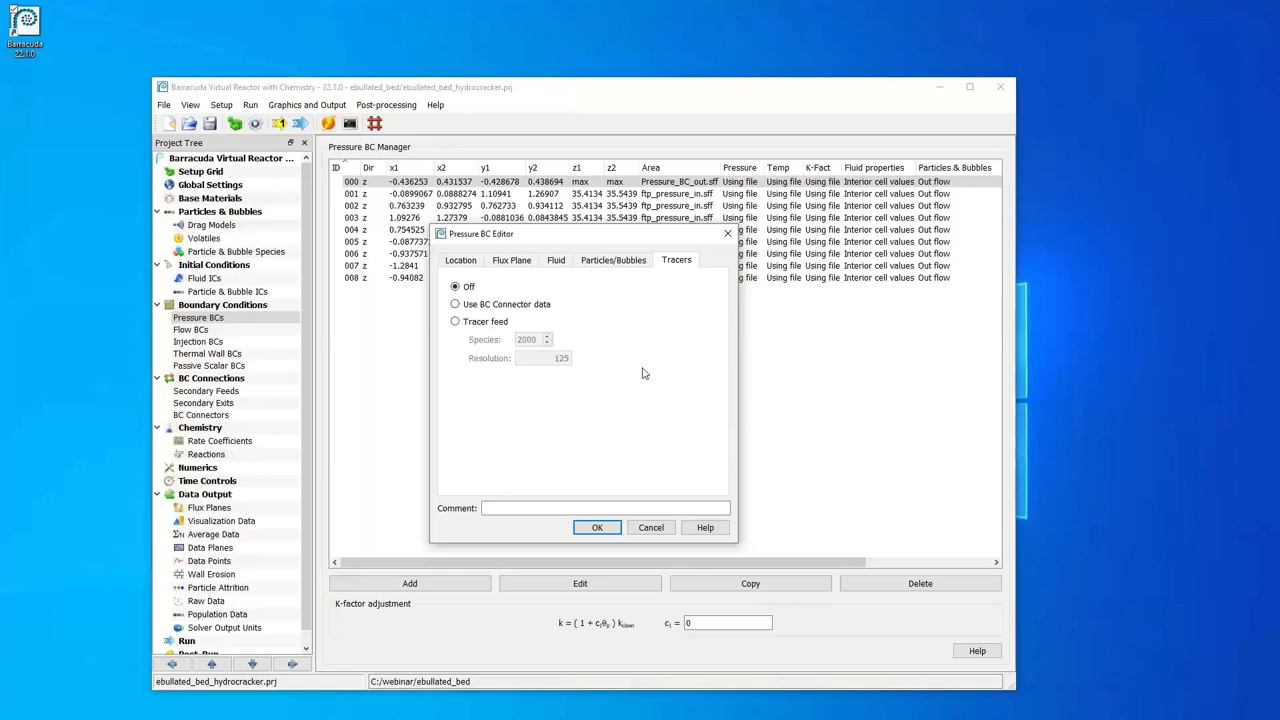 Barracuda
22.1.0
Barracuda Virtual Reactor with Chemistry - 22.1.0 - ebullated_bed/ebullated_bed_hydrocracker.prj
File View Setup Run Graphics and Output Post-processing Help
Project Tree
Barracuda Virtual Reactor ...
Setup Grid
Global Settings
Base Materials
Particles & Bubbles
Drag Models
Volatiles
Particle & Bubble Species
Initial Conditions
Fluid ICs
Particle & Bubble ICs
Boundary Conditions
Pressure BCs
Flow BCs
Injection BCs
Thermal Wall BCs
Passive Scalar BCs
BC Connections
Secondary Feeds
Secondary Exits
BC Connectors
Chemistry
Rate Coefficients
Reactions
Numerics
Time Controls
Data Output
Flux Planes
Visualization Data
Average Data
Data Planes
Data Points
Wall Erosion
Particle Attrition
Raw Data
Population Data
Solver Output Units
Run
Post-Run
Pressure BC Manager
ID Dir x1 x2 y1 y2 z1 z2 Area Pressure Temp K-Fact Fluid properties Particles & Bubbles
000 z -0.436253 0.431537 -0.428678 0.438694 max max Pressure_BC_out.sff Using file Using file Using file Interior cell values Out flow
001 z -0.0899067 0.0888274 1.10941 1.26907 35.4134 35.5439 ftp_pressure_in.sff Using file Using file Using file Interior cell values Out flow
002 z 0.763239 0.932795 0.762733 0.934112 35.4134 35.5439 ftp_pressure_in.sff Using file Using file Using file Interior cell values Out flow
003 z 1.09276 1.27379 -0.0881036 0.0843845 35.4134 35.5439 ftp_pressure_in.sff Using file Using file Using file Interior cell values Out flow
004 z 0.754525 Using file Using file Interior cell values Out flow
005 z -0.087737 Using file Using file Interior cell values Out flow
006 z -0.937571 Using file Using file Interior cell values Out flow
007 z -1.2841 Using file Using file Interior cell values Out flow
008 z -0.94082 Using file Using file Interior cell values Out flow
Pressure BC Editor
Location Flux Plane Fluid Particles/Bubbles Tracers
Off
Use BC Connector data
Tracer feed
Species: 2000
Resolution: 125
Comment:
OK Cancel Help
Add Edit Copy Delete
K-factor adjustment
k = ( 1 + c₁θₚ ) k_clean c₁ = 0
Help
ebullated_bed_hydrocracker.prj C:/webinar/ebullated_bed